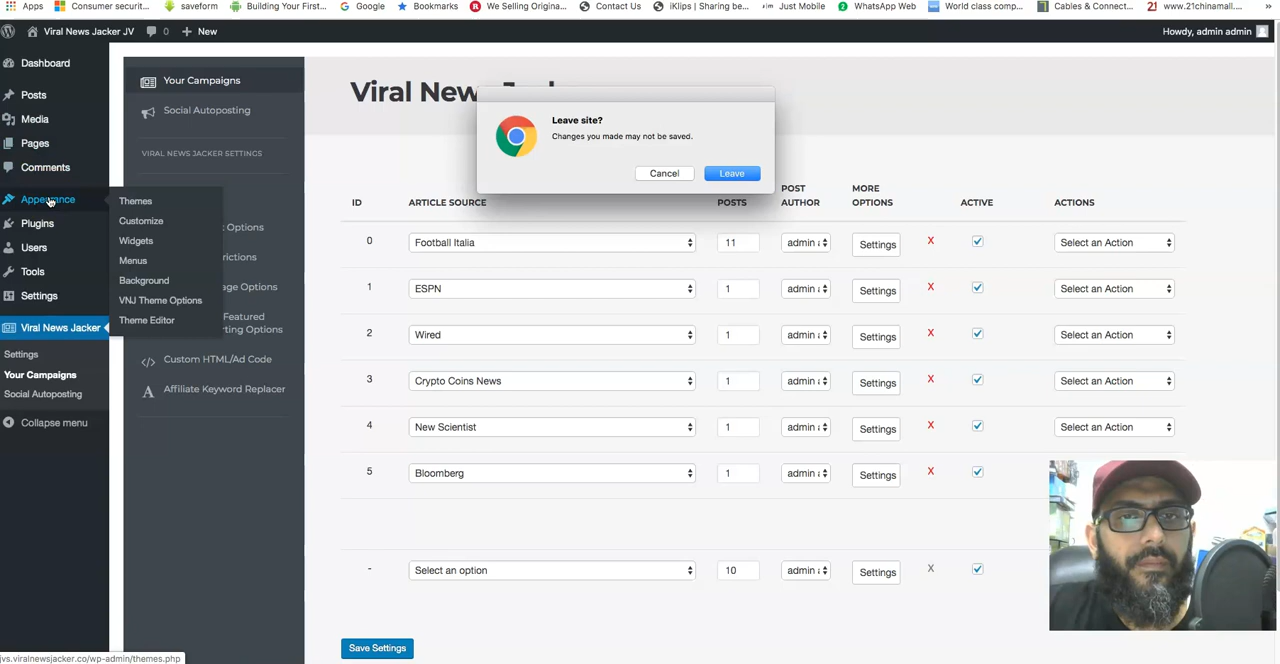 Apps
Consumer securit...
saveform
Building Your First...
Google
Bookmarks
We Selling Original...
Contact Us
iKlips | Sharing be...
Just Mobile
WhatsApp Web
World class comp...
Cables & Connect...
www.21chinamall....
»
Viral News Jacker JV
0
New
Howdy, admin admin
Dashboard
Posts
Media
Pages
Comments
Appearance
Plugins
Users
Tools
Settings
Viral News Jacker
Settings
Your Campaigns
Social Autoposting
Collapse menu
Themes
Customize
Widgets
Menus
Background
VNJ Theme Options
Theme Editor
Your Campaigns
Social Autoposting
VIRAL NEWS JACKER SETTINGS
Options
Options
Featured
Options
Custom HTML/Ad Code
Affiliate Keyword Replacer
Viral New
Leave site?
Changes you made may not be saved.
Cancel
Leave
ID ARTICLE SOURCE POSTS POST AUTHOR MORE OPTIONS ACTIVE ACTIONS
0 Football Italia 11 admin Settings X Select an Action
1 ESPN 1 admin Settings X Select an Action
2 Wired 1 admin Settings X Select an Action
3 Crypto Coins News 1 admin Settings X Select an Action
4 New Scientist 1 admin Settings X Select an Action
5 Bloomberg 1 admin Settings X
- Select an option 10 admin Settings X
Save Settings
jvs.viralnewsjacker.co/wp-admin/themes.php